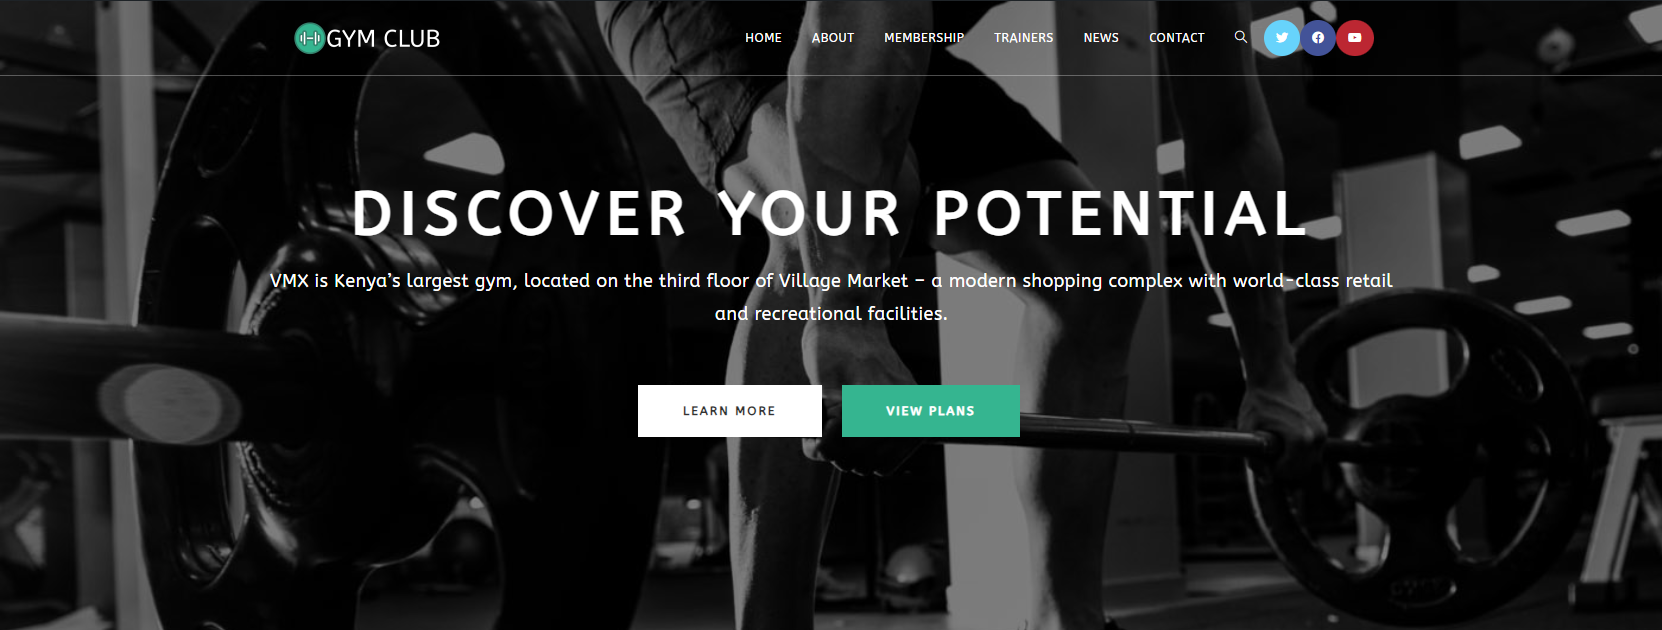 GYM CLUB
HOME ABOUT MEMBERSHIP TRAINERS NEWS CONTACT
DISCOVER YOUR POTENTIAL
VMX is Kenya’s largest gym, located on the third floor of Village Market – a modern shopping complex with world-class retail
and recreational facilities.
LEARN MORE VIEW PLANS